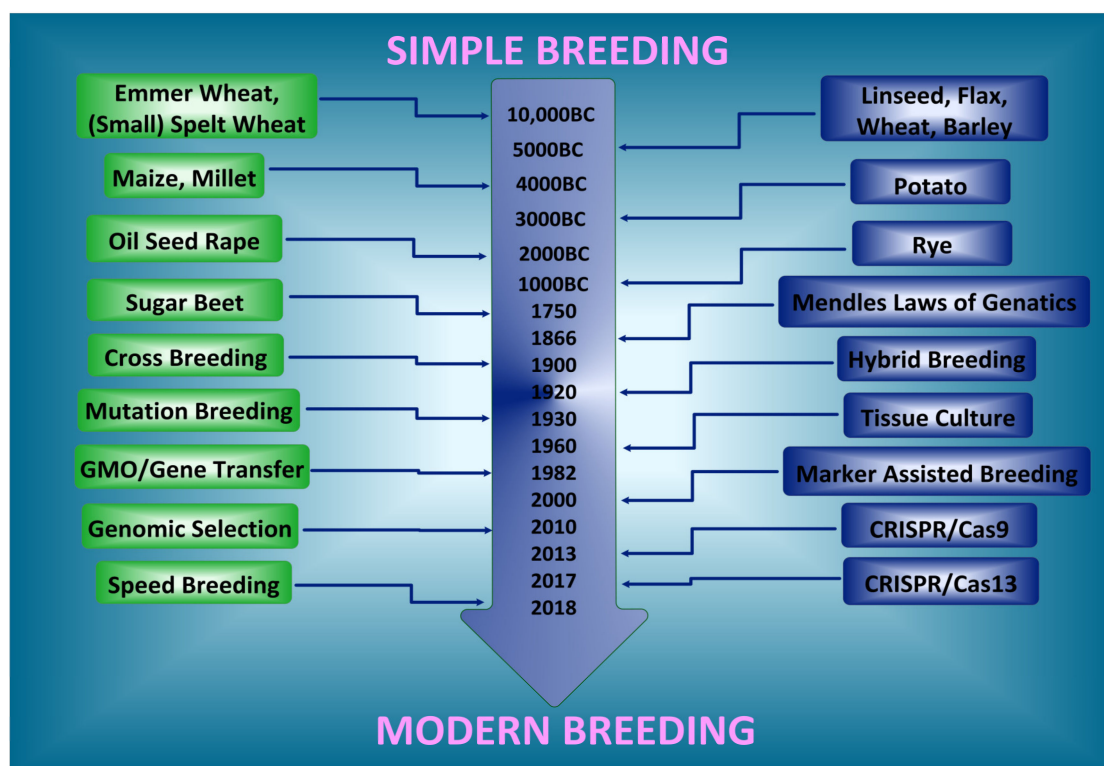 SIMPLE BREEDING
Emmer Wheat,
(Small) Spelt Wheat
Maize, Millet
Oil Seed Rape
Sugar Beet
Cross Breeding
Mutation Breeding
GMO/Gene Transfer
Genomic Selection
Speed Breeding
10,000BC
5000BC
4000BC
3000BC
2000BC
1000BC
1750
1866
1900
1920
1930
1960
1982
2000
2010
2013
2017
2018
Linseed, Flax,
Wheat, Barley
Potato
Rye
Mendles Laws of Genatics
Hybrid Breeding
Tissue Culture
Marker Assisted Breeding
CRISPR/Cas9
CRISPR/Cas13
MODERN BREEDING